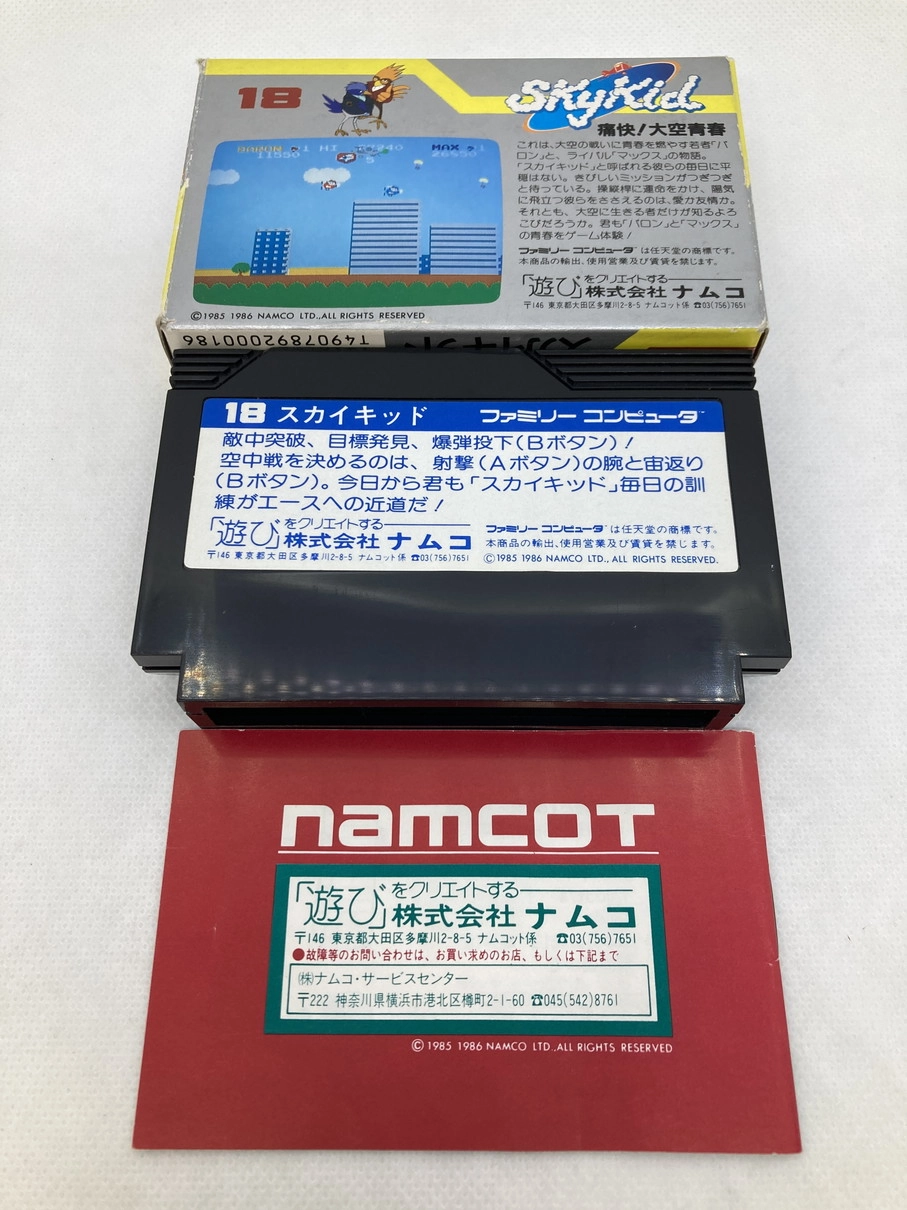 18
SKyKid
痛快!大空青春
これは、大空の戦いに青春を燃やす若者「バ
ロン」と、ライバル「マックス」の物語。
「スカイキッド」と呼ばれる彼らの毎日に平
穏はない。きびしいミッションがつぎつぎ
と待っている。操縦桿に運命をかけ、陽気
に飛立つ彼らをささえるのは、愛か友情か。
それとも、大空に生きる者だけが知るよろ
こびだろうか。君も「バロン」と「マックス」
の青春をゲーム体験!
ファミリー コンピュータは任天堂の商標です。
本商品の輸出、使用営業及び賃貸を禁じます。
「遊び」をクリエイトする
株式会社 ナムコ
〒146 東京都大田区多摩川2-8-5 ナムコット係 ☎03(756)7651
BARON 1 HI
11550
MAX 1
26550
©1985 1986 NAMCO LTD.,ALL RIGHTS RESERVED
T4907892000186
スカイキッド
18 スカイキッド ファミリー コンピュータ™
敵中突破、目標発見、爆弾投下(Bボタン)!
空中戦を決めるのは、射撃(Aボタン)の腕と宙返り
(Bボタン)。今日から君も「スカイキッド」毎日の訓
練がエースへの近道だ!
「遊び」をクリエイトする
株式会社 ナムコ
〒146 東京都大田区多摩川2-8-5 ナムコット係 ☎03(756)7651
ファミリー コンピュータ™は任天堂の商標です。
本商品の輸出、使用営業及び賃貸を禁じます。
©1985 1986 NAMCO LTD., ALL RIGHTS RESERVED.
namcoT
「遊び」をクリエイトする
株式会社 ナムコ
〒146 東京都大田区多摩川2-8-5 ナムコット係 ☎03(756)7651
●故障等のお問い合わせは、お買い求めのお店、もしくは下記まで
㈱ナムコ・サービスセンター
〒222 神奈川県横浜市港北区樽町2-1-60 ☎045(542)8761
©1985 1986 NAMCO LTD.,ALL RIGHTS RESERVED